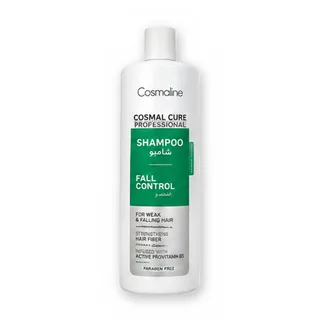 Cosmaline
COSMAL CURE
PROFESSIONAL
SHAMPOO
شامبو
FALL
CONTROL
FOR WEAK
& FALLING HAIR
STRENGTHENS
HAIR FIBER
INFUSED WITH
ACTIVE PROVITAMIN B5
PARABEN FREE